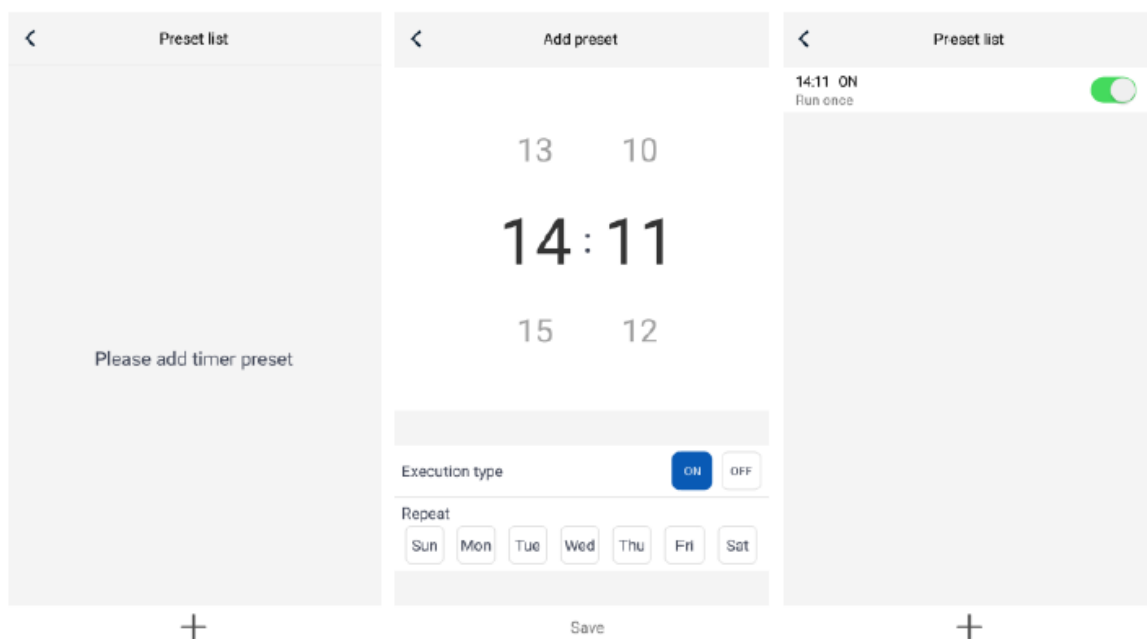 Preset list
Please add timer preset
+
Add preset
13 10
14 : 11
15 12
Execution type ON OFF
Repeat
Sun Mon Tue Wed Thu Fri Sat
Save
Preset list
14:11 ON
Run once
+